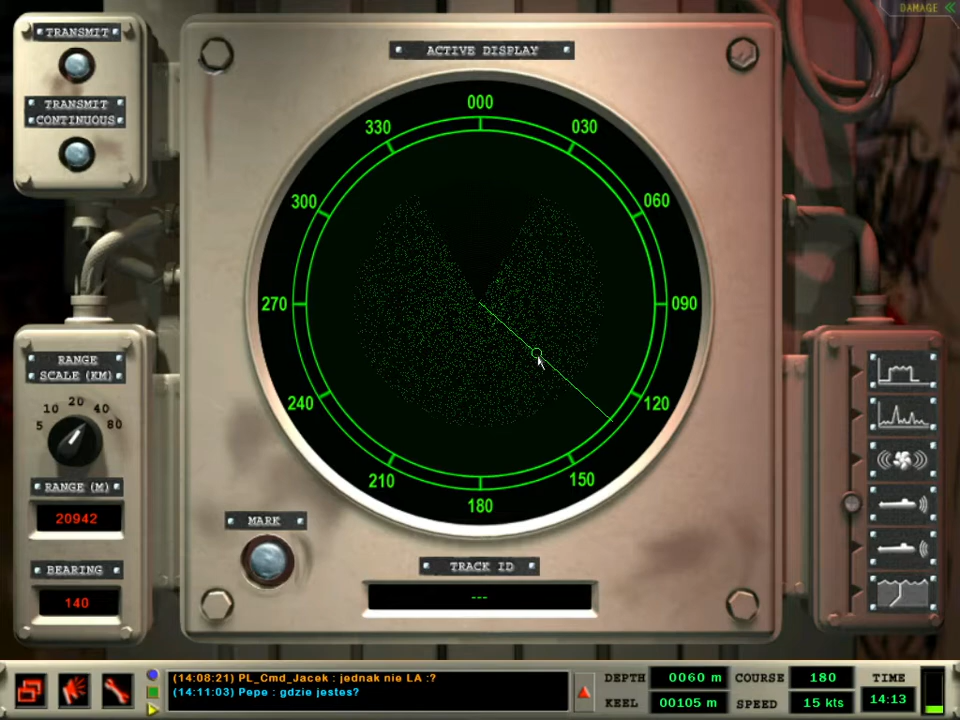 DAMAGE
TRANSMIT
TRANSMIT
CONTINUOUS
ACTIVE DISPLAY
000
030
060
090
120
150
180
210
240
270
300
330
RANGE
SCALE (KM)
5 10 20 40 80
RANGE (M)
20942
BEARING
140
MARK
TRACK ID
---
(14:08:21) PL_Cmd_Jacek : jednak nie LA :?
(14:11:03) Pepe : gdzie jestes?
DEPTH 0060 m COURSE 180 TIME
KEEL 00105 m SPEED 15 kts 14:13